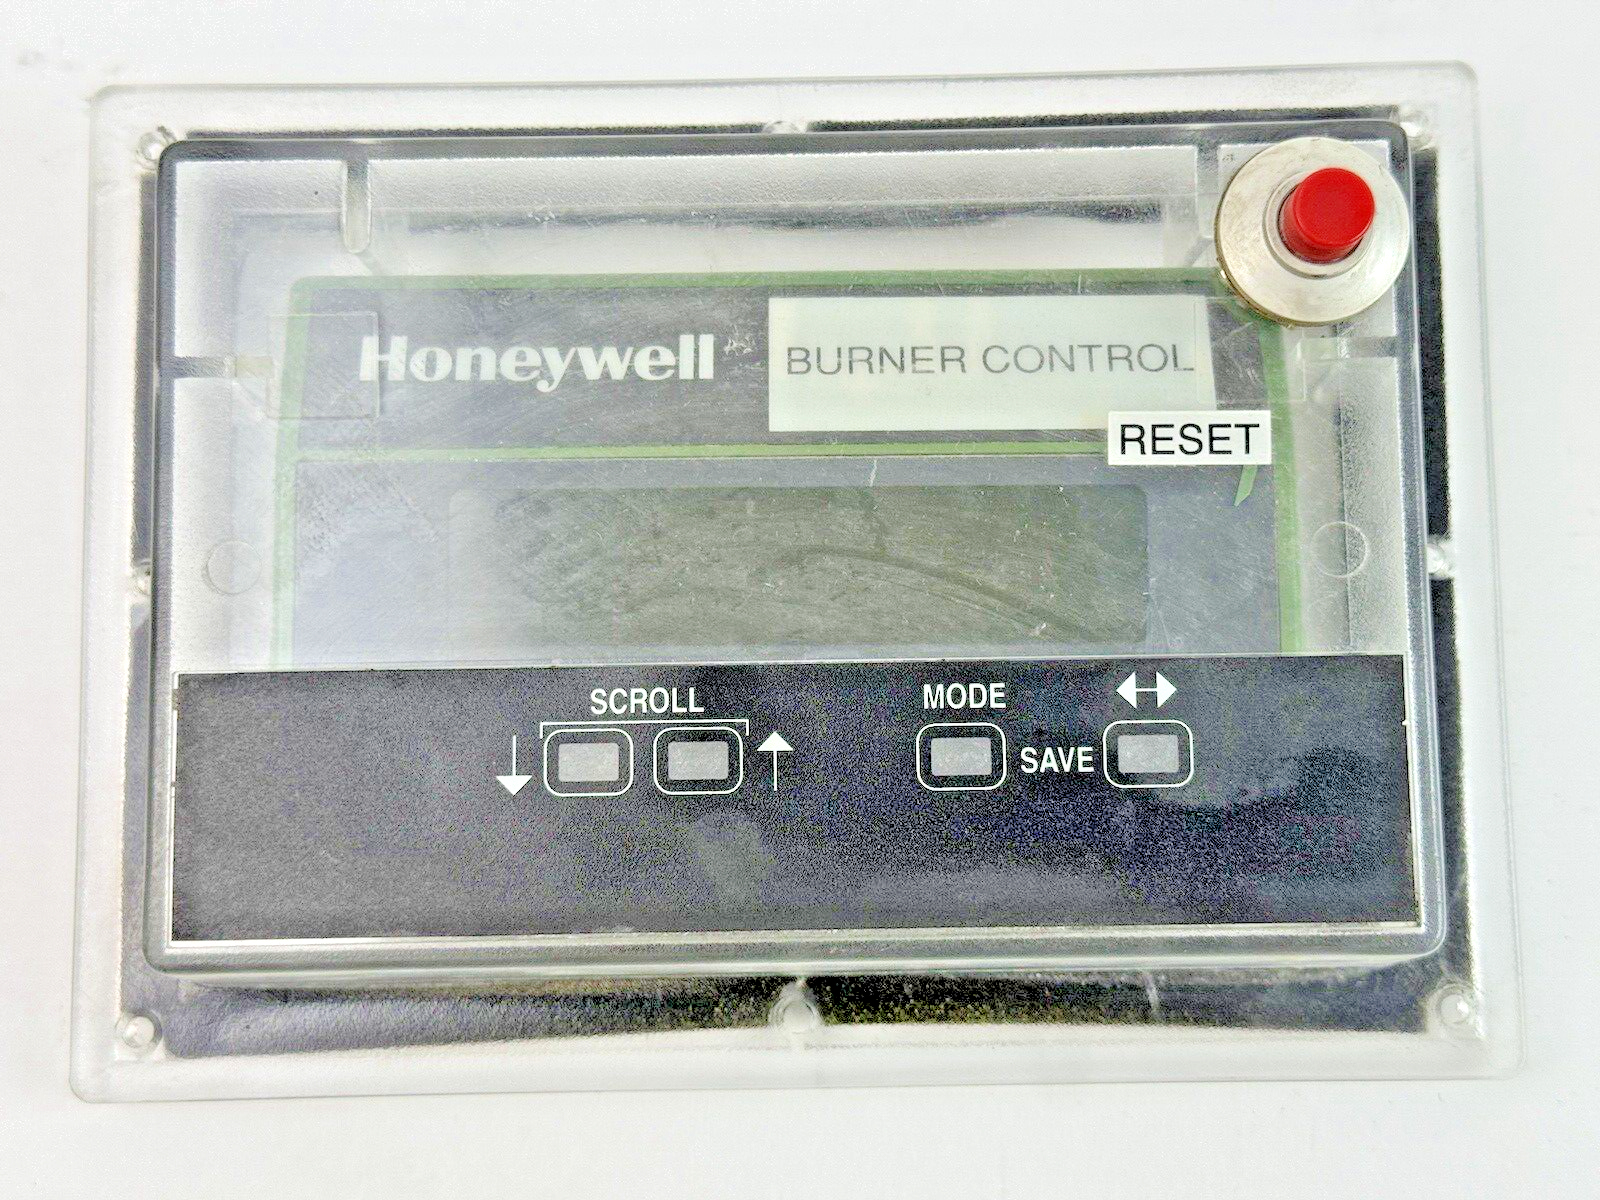 Honeywell
BURNER CONTROL
RESET
SCROLL
MODE
SAVE